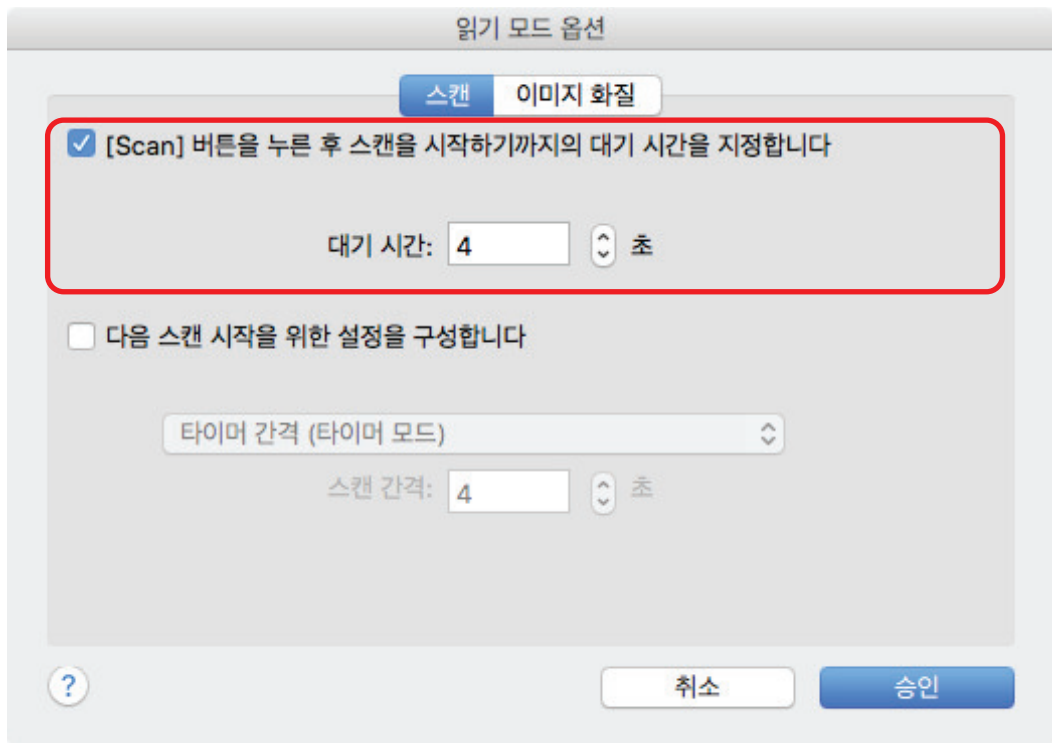 읽기 모드 옵션
스캔 이미지 화질
[Scan] 버튼을 누른 후 스캔을 시작하기까지의 대기 시간을 지정합니다
대기 시간: 4 초
다음 스캔 시작을 위한 설정을 구성합니다
타이머 간격 (타이머 모드)
스캔 간격: 4 초
? 취소 승인